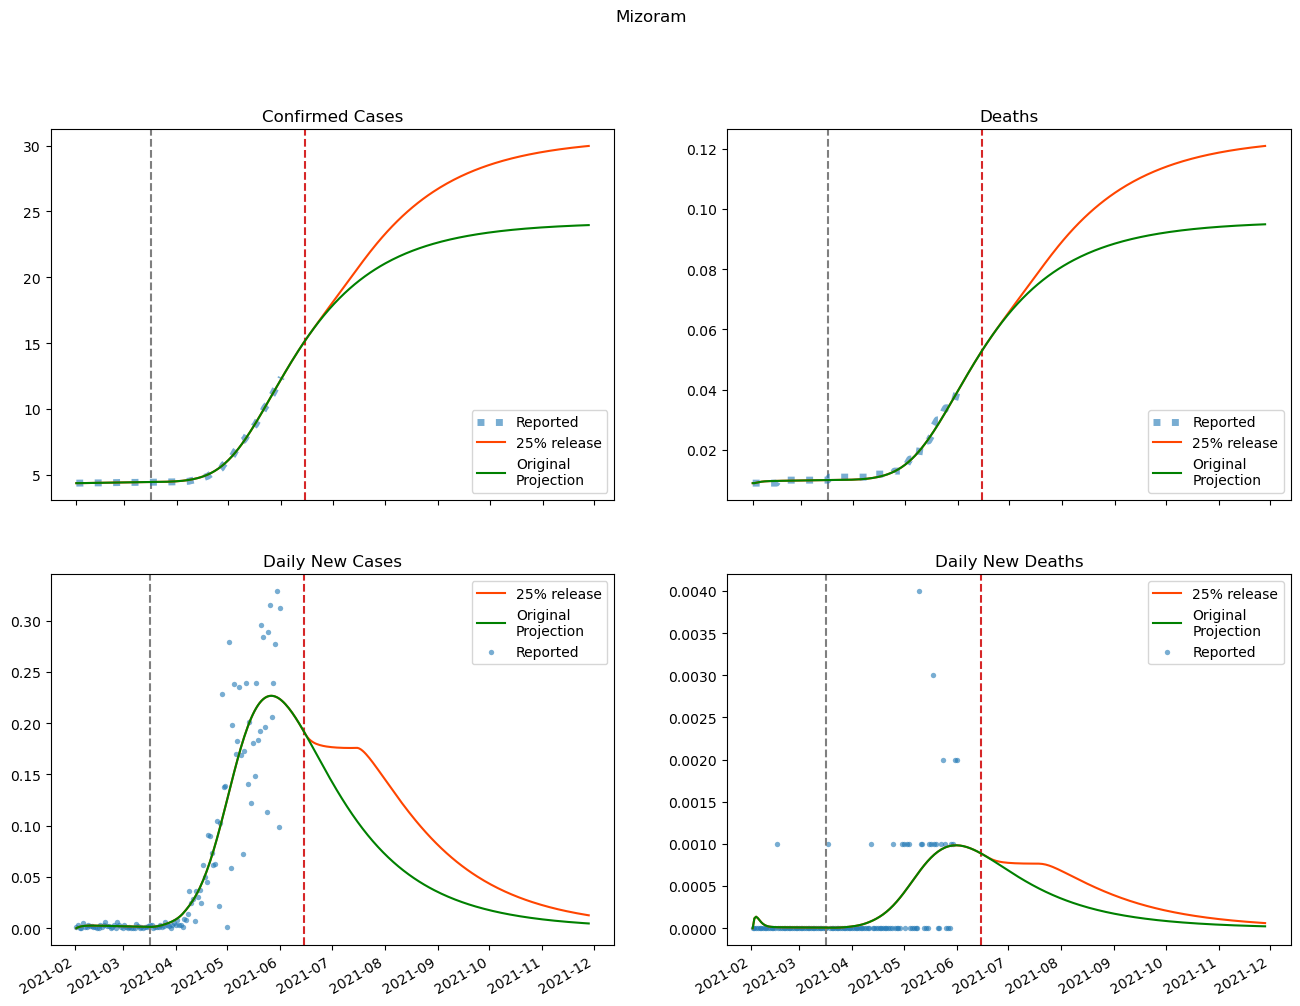 Mizoram
Confirmed Cases
30
25
20
15
10
5
Reported
25% release
Original
Projection
Deaths
0.12
0.10
0.08
0.06
0.04
0.02
Reported
25% release
Original
Projection
Daily New Cases
0.30
0.25
0.20
0.15
0.10
0.05
0.00
25% release
Original
Projection
Reported
2021-02 2021-03 2021-04 2021-05 2021-06 2021-07 2021-08 2021-09 2021-10 2021-11 2021-12
Daily New Deaths
0.0040
0.0035
0.0030
0.0025
0.0020
0.0015
0.0010
0.0005
0.0000
25% release
Original
Projection
Reported
2021-02 2021-03 2021-04 2021-05 2021-06 2021-07 2021-08 2021-09 2021-10 2021-11 2021-12